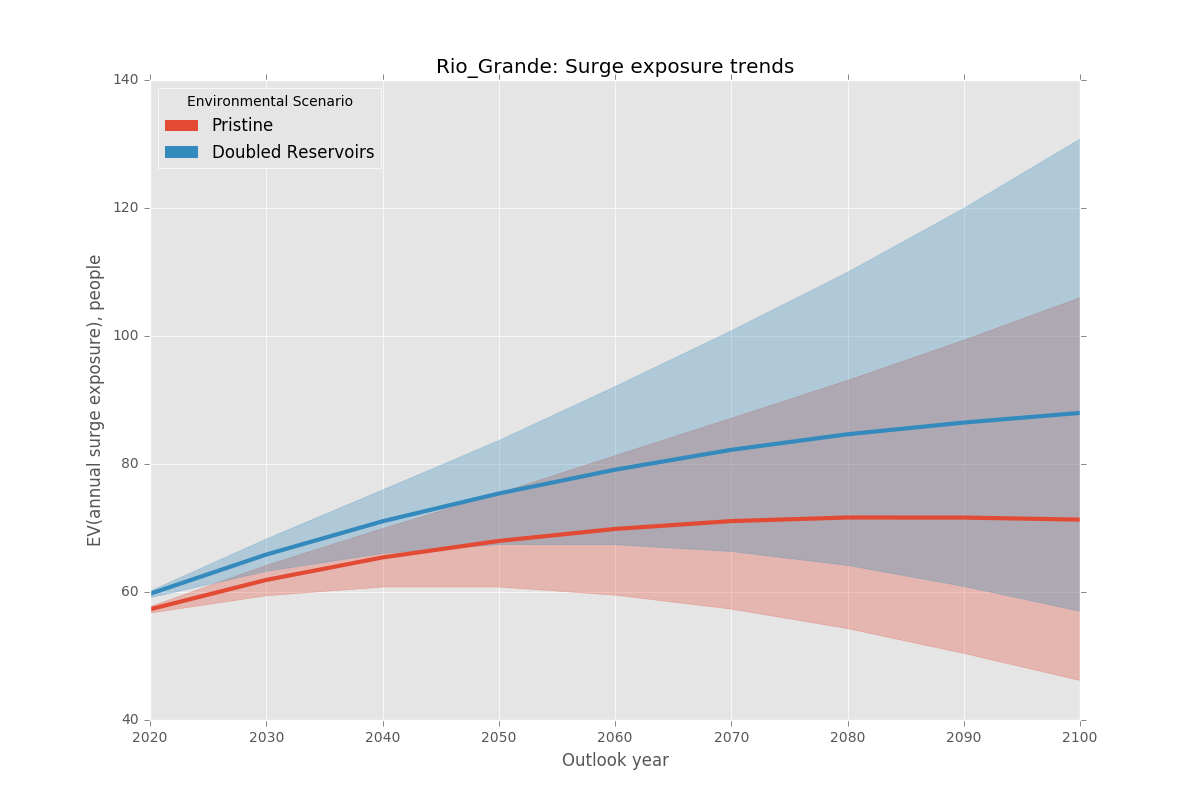 Rio_Grande: Surge exposure trends
Environmental Scenario
Pristine
Doubled Reservoirs
EV(annual surge exposure), people
140
120
100
80
60
40
2020 2030 2040 2050 2060 2070 2080 2090 2100
Outlook year